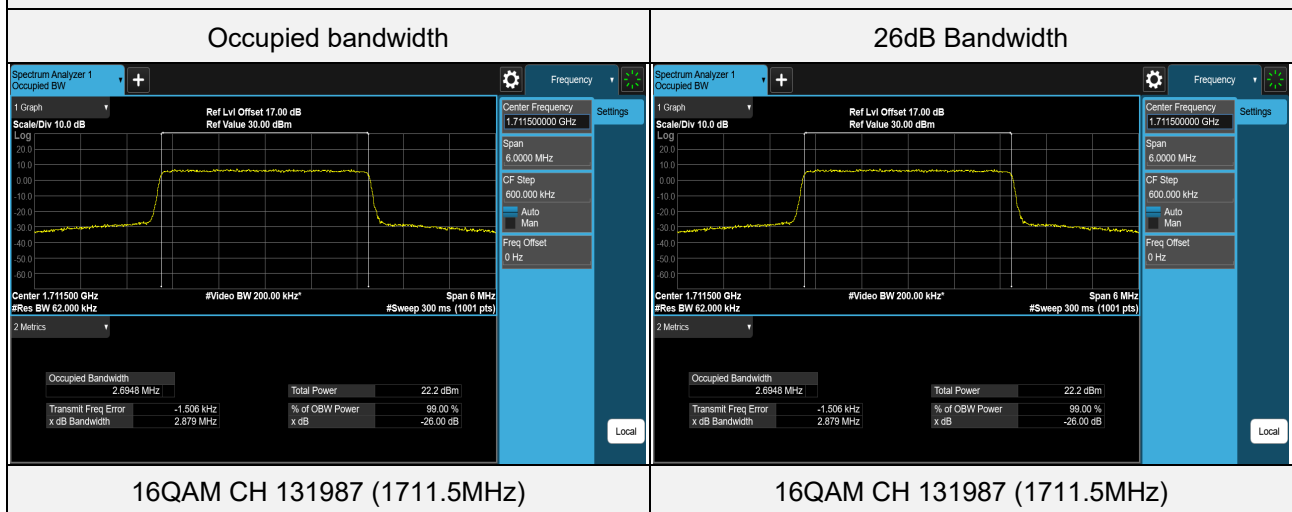 Occupied bandwidth
26dB Bandwidth
Spectrum Analyzer 1
Occupied BW
Frequency
1 Graph
Ref Lvl Offset 17.00 dB
Scale/Div 10.0 dB
Ref Value 30.00 dBm
Log
20.0
10.0
0.00
-10.0
-20.0
-30.0
-40.0
-50.0
-60.0
Center 1.711500 GHz
#Video BW 200.00 kHz*
Span 6 MHz
#Res BW 62.000 kHz
#Sweep 300 ms (1001 pts)
Center Frequency
1.711500000 GHz
Settings
Span
6.0000 MHz
CF Step
600.000 kHz
Auto
Man
Freq Offset
0 Hz
2 Metrics
Occupied Bandwidth
2.6948 MHz
Total Power 22.2 dBm
Transmit Freq Error -1.506 kHz % of OBW Power 99.00 %
x dB Bandwidth 2.879 MHz x dB -26.00 dB
Local
Spectrum Analyzer 1
Occupied BW
Frequency
1 Graph
Ref Lvl Offset 17.00 dB
Scale/Div 10.0 dB
Ref Value 30.00 dBm
Log
20.0
10.0
0.00
-10.0
-20.0
-30.0
-40.0
-50.0
-60.0
Center 1.711500 GHz
#Video BW 200.00 kHz*
Span 6 MHz
#Res BW 62.000 kHz
#Sweep 300 ms (1001 pts)
Center Frequency
1.711500000 GHz
Settings
Span
6.0000 MHz
CF Step
600.000 kHz
Auto
Man
Freq Offset
0 Hz
2 Metrics
Occupied Bandwidth
2.6948 MHz
Total Power 22.2 dBm
Transmit Freq Error -1.506 kHz % of OBW Power 99.00 %
x dB Bandwidth 2.879 MHz x dB -26.00 dB
Local
16QAM CH 131987 (1711.5MHz)
16QAM CH 131987 (1711.5MHz)